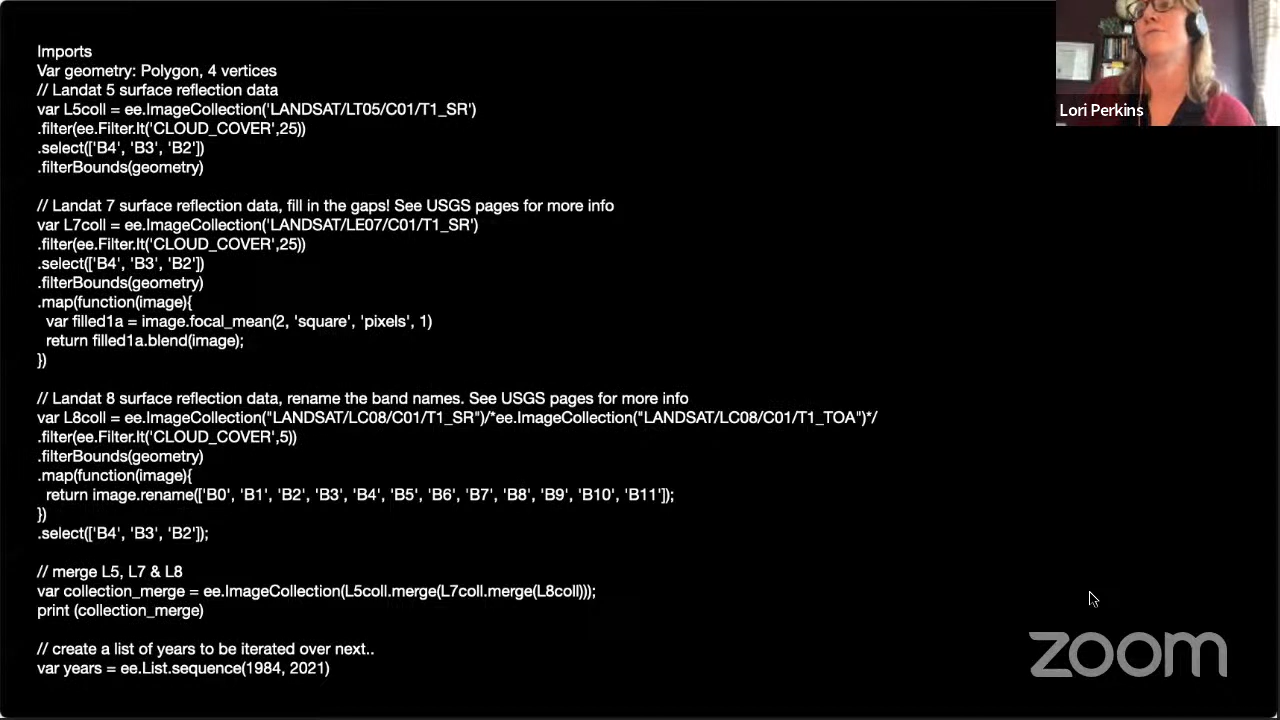 Imports
Var geometry: Polygon, 4 vertices
// Landat 5 surface reflection data
var L5coll = ee.ImageCollection('LANDSAT/LT05/C01/T1_SR')
.filter(ee.Filter.lt('CLOUD_COVER',25))
.select(['B4', 'B3', 'B2'])
.filterBounds(geometry)
// Landat 7 surface reflection data, fill in the gaps! See USGS pages for more info
var L7coll = ee.ImageCollection('LANDSAT/LE07/C01/T1_SR')
.filter(ee.Filter.lt('CLOUD_COVER',25))
.select(['B4', 'B3', 'B2'])
.filterBounds(geometry)
.map(function(image){
var filled1a = image.focal_mean(2, 'square', 'pixels', 1)
return filled1a.blend(image);
})
// Landat 8 surface reflection data, rename the band names. See USGS pages for more info
var L8coll = ee.ImageCollection("LANDSAT/LC08/C01/T1_SR")/*ee.ImageCollection("LANDSAT/LC08/C01/T1_TOA")*/
.filter(ee.Filter.lt('CLOUD_COVER',5))
.filterBounds(geometry)
.map(function(image){
return image.rename(['B0', 'B1', 'B2', 'B3', 'B4', 'B5', 'B6', 'B7', 'B8', 'B9', 'B10', 'B11']);
})
.select(['B4', 'B3', 'B2']);
// merge L5, L7 & L8
var collection_merge = ee.ImageCollection(L5coll.merge(L7coll.merge(L8coll)));
print (collection_merge)
// create a list of years to be iterated over next..
var years = ee.List.sequence(1984, 2021)
Lori Perkins
zoom